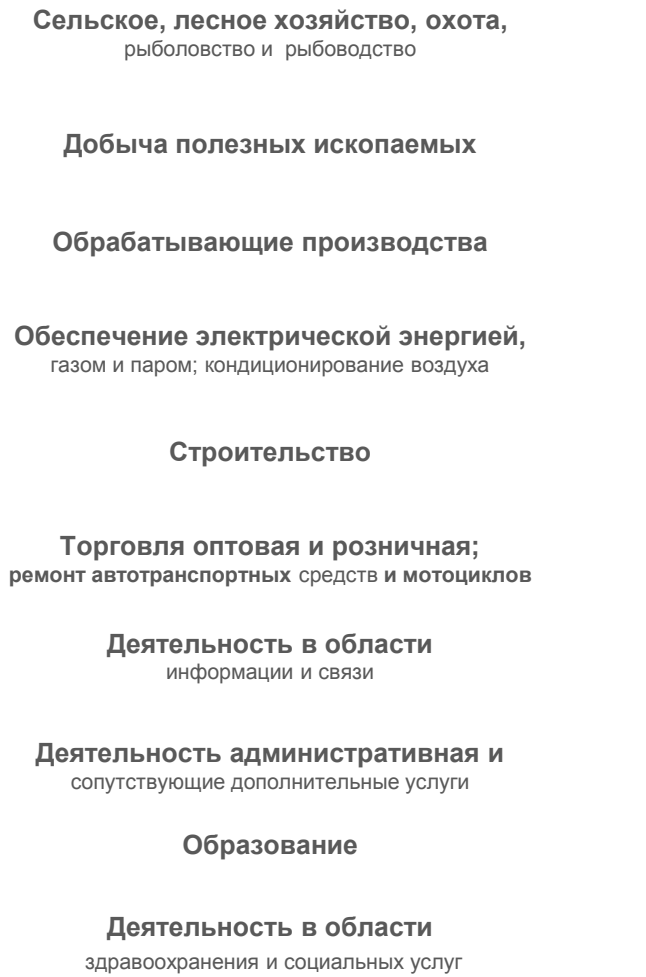 Сельское, лесное хозяйство, охота,
рыболовство и рыбоводство
Добыча полезных ископаемых
Обрабатывающие производства
Обеспечение электрической энергией,
газом и паром; кондиционирование воздуха
Строительство
Торговля оптовая и розничная;
ремонт автотранспортных средств и мотоциклов
Деятельность в области
информации и связи
Деятельность административная и
сопутствующие дополнительные услуги
Образование
Деятельность в области
здравоохранения и социальных услуг